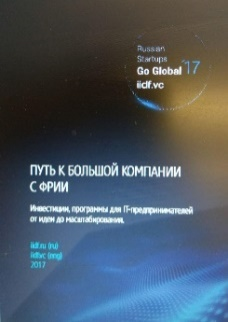 Russian
Startups
Go Global '17
iidf.vc
ПУТЬ К БОЛЬШОЙ КОМПАНИИ
С ФРИИ
Инвестиции, программы для IT-предпринимателей
от идеи до масштабирования.
iidf.ru (ru)
iidf.vc (eng)
2017